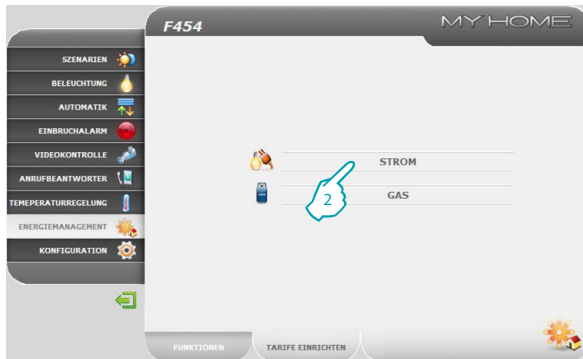 F454
MY HOME
SZENARIEN
BELEUCHTUNG
AUTOMATIK
EINBRUCHALARM
VIDEOKONTROLLE
ANRUFBEANTWORTER
TEMEPERATURREGELUNG
ENERGIEMANAGEMENT
KONFIGURATION
STROM
GAS
2
FUNKTIONEN
TARIFE EINRICHTEN